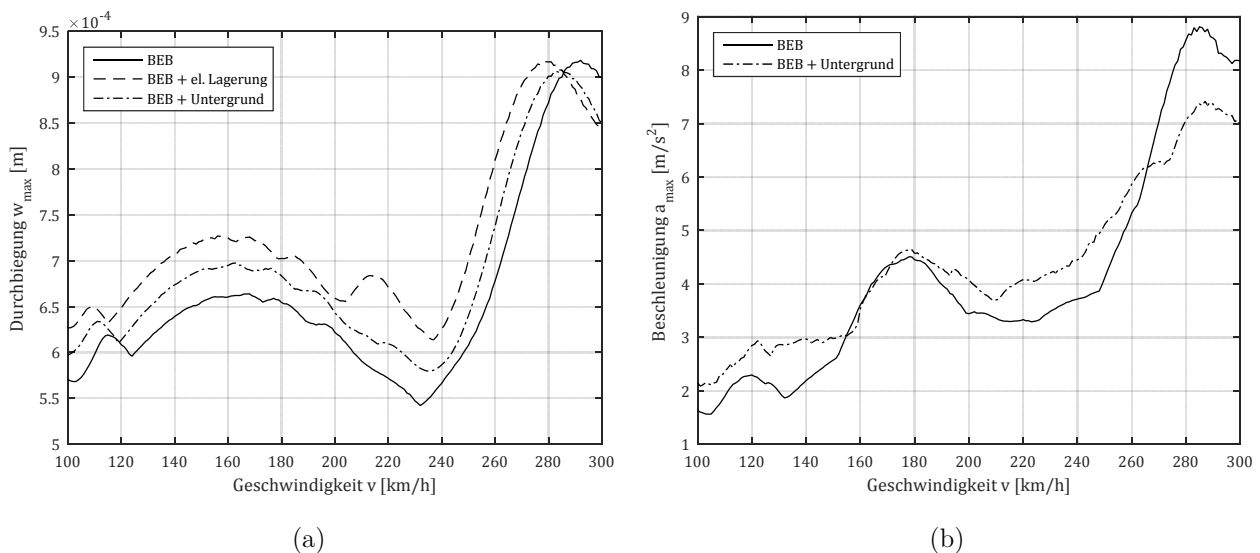 ×10⁻⁴
9.5
9
8.5
8
7.5
7
6.5
6
5.5
5
Durchbiegung w_max [m]
BEB
BEB + el. Lagerung
BEB + Untergrund
100 120 140 160 180 200 220 240 260 280 300
Geschwindigkeit v [km/h]
(a)
9
8
7
6
5
4
3
2
1
Beschleunigung a_max [m/s²]
BEB
BEB + Untergrund
100 120 140 160 180 200 220 240 260 280 300
Geschwindigkeit v [km/h]
(b)